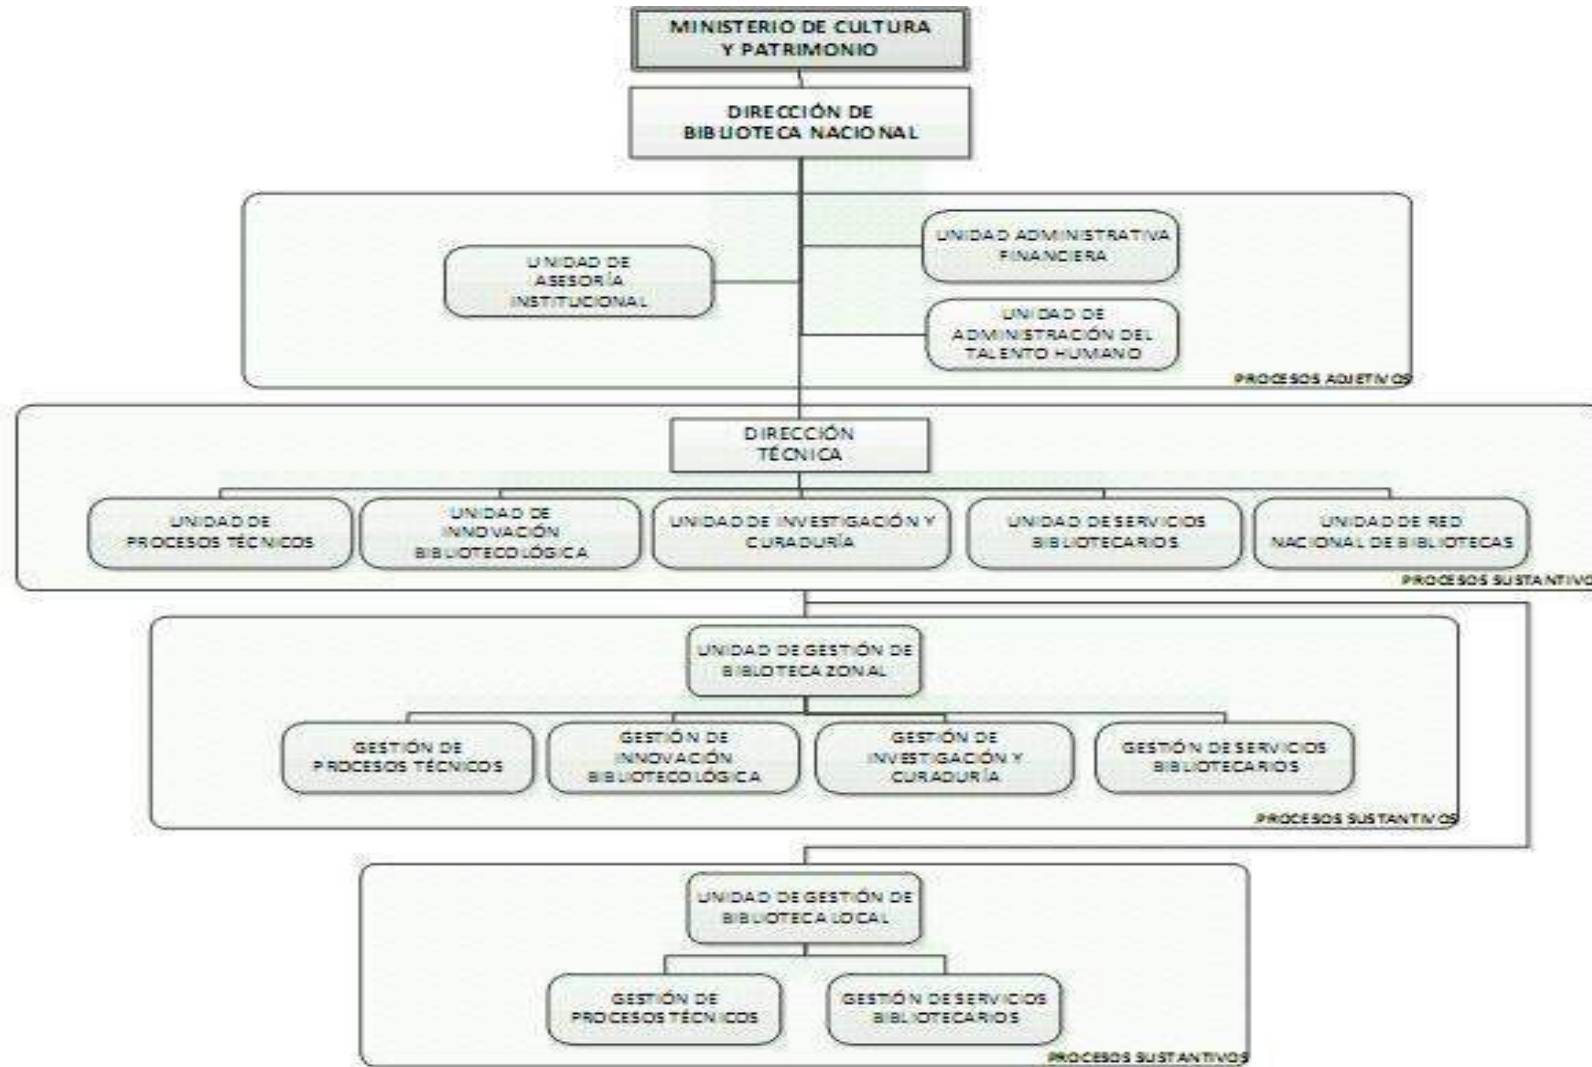 MINISTERIO DE CULTURA
Y PATRIMONIO
DIRECCIÓN DE
BIBLIOTECA NACIONAL
UNIDAD DE
ASESORÍA
INSTITUCIONAL
UNIDAD ADMINISTRATIVA
FINANCIERA
UNIDAD DE
ADMINISTRACIÓN DEL
TALENTO HUMANO
PROCESOS ADJETIVOS
DIRECCIÓN
TÉCNICA
UNIDAD DE
PROCESOS TÉCNICOS
UNIDAD DE
INNOVACIÓN
BIBLIOTECOLÓGICA
UNIDAD DE INVESTIGACIÓN Y
CURADURÍA
UNIDAD DE SERVICIOS
BIBLIOTECARIOS
UNIDAD DE RED
NACIONAL DE BIBLIOTECAS
PROCESOS SUSTANTIVO
UNIDAD DE GESTIÓN DE
BIBLOTECA ZONAL
GESTIÓN DE
PROCESOS TÉCNICOS
GESTIÓN DE
INNOVACIÓN
BIBLIOTECOLÓGICA
GESTIÓN DE
INVESTIGACIÓN Y
CURADURÍA
GESTIÓN DE SERVICIOS
BIBLIOTECARIOS
PROCESOS SUSTANTIVOS
UNIDAD DE GESTIÓN DE
BIBLIOTECA LOCAL
GESTIÓN DE
PROCESOS TÉCNICOS
GESTIÓN DE SERVICIOS
BIBLIOTECARIOS
PROCESOS SUSTANTIVOS